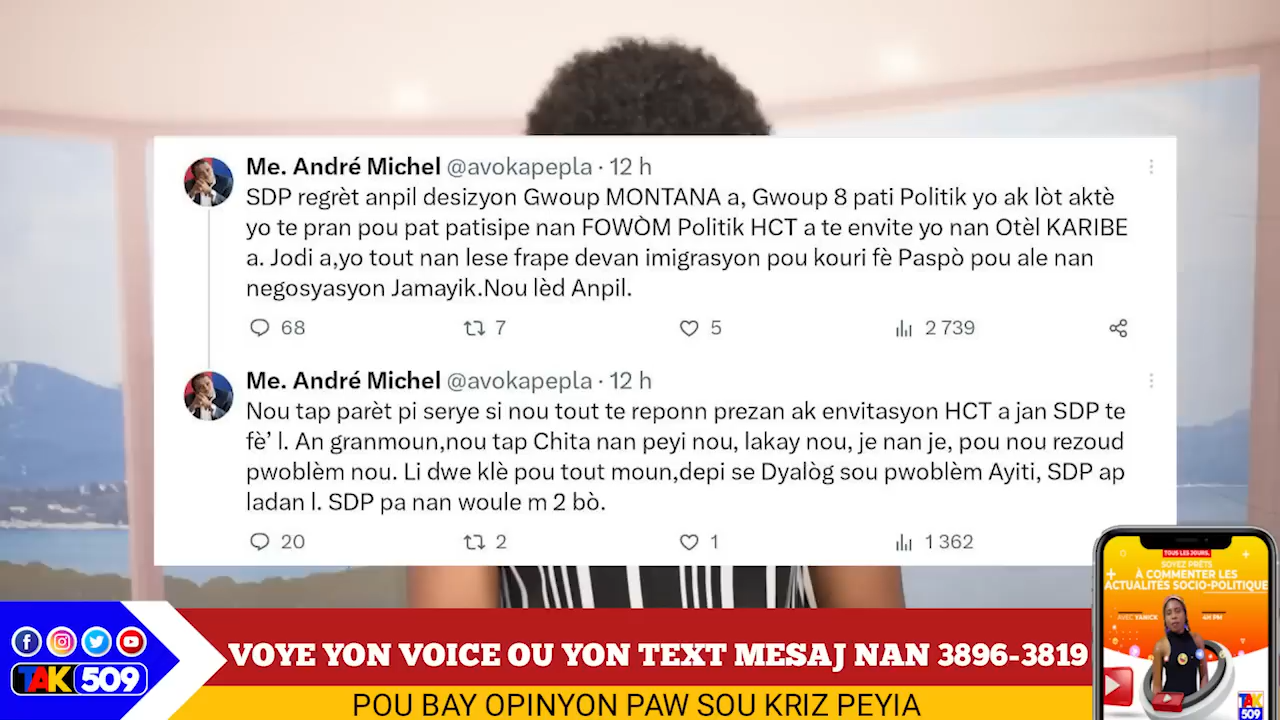 Me. André Michel @avokapepla · 12 h
SDP regrèt anpil desizyon Gwoup MONTANA a, Gwoup 8 pati Politik yo ak lòt aktè
yo te pran pou pat patisipe nan FOWÒM Politik HCT a te envite yo nan Otèl KARIBE
a. Jodi a,yo tout nan lese frape devan imigrasyon pou kouri fè Paspò pou ale nan
negosyasyon Jamayik.Nou lèd Anpil.
68 7 5 2 739
Me. André Michel @avokapepla · 12 h
Nou tap parèt pi serye si nou tout te reponn prezan ak envitasyon HCT a jan SDP te
fè’ l. An granmoun,nou tap Chita nan peyi nou, lakay nou, je nan je, pou nou rezoud
pwoblèm nou. Li dwe klè pou tout moun,depi se Dyalòg sou pwoblèm Ayiti, SDP ap
ladan l. SDP pa nan woule m 2 bò.
20 2 1 1 362
TOUS LES JOURS,
SOYEZ PRÊTS
À COMMENTER LES
ACTUALITÉS SOCIO-POLITIQUE
AVEC YANICK 4H PM
TAK 509
TAK 509
VOYE YON VOICE OU YON TEXT MESAJ NAN 3896-3819
POU BAY OPINYON PAW SOU KRIZ PEYIA